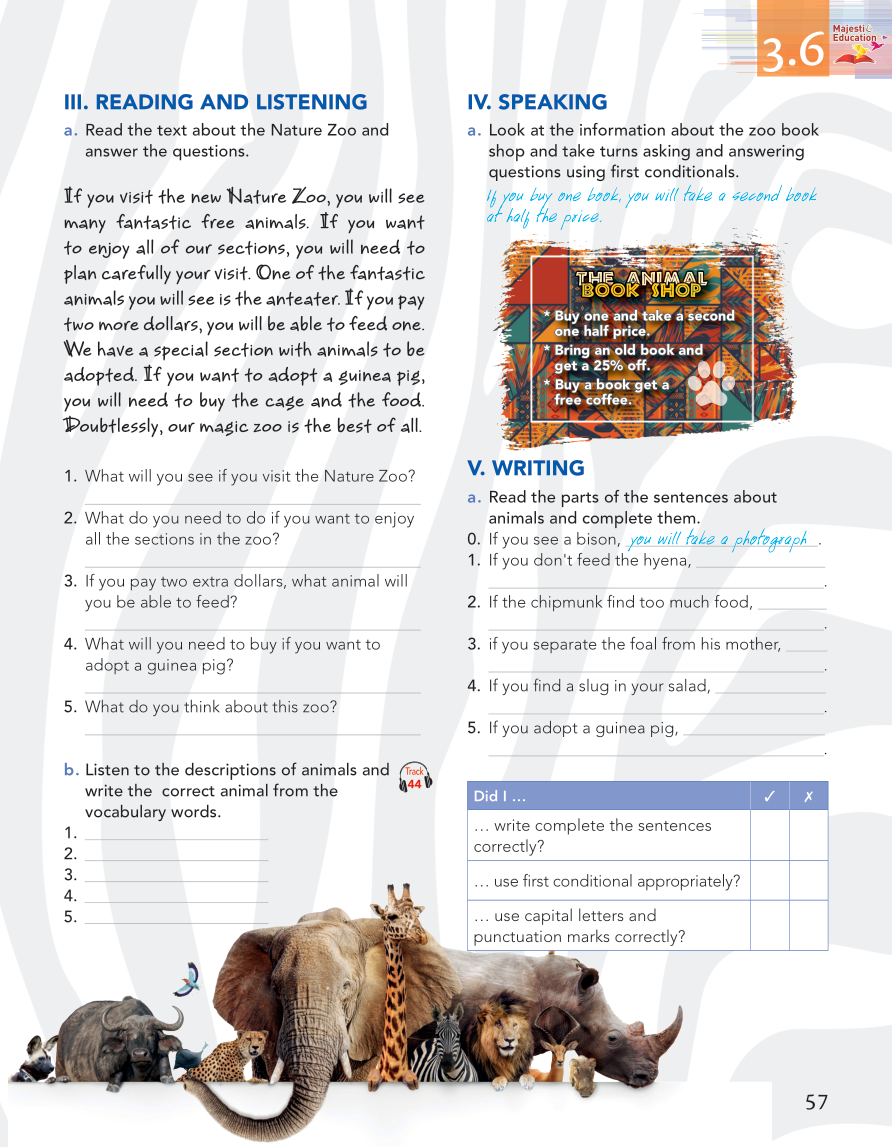 3.6
Majestic
Education
III. READING AND LISTENING
a. Read the text about the Nature Zoo and
answer the questions.
If you visit the new Nature Zoo, you will see
many fantastic free animals. If you want
to enjoy all of our sections, you will need to
plan carefully your visit. One of the fantastic
animals you will see is the anteater. If you pay
two more dollars, you will be able to feed one.
We have a special section with animals to be
adopted. If you want to adopt a guinea pig,
you will need to buy the cage and the food.
Doubtlessly, our magic zoo is the best of all.
1. What will you see if you visit the Nature Zoo?
2. What do you need to do if you want to enjoy
all the sections in the zoo?
3. If you pay two extra dollars, what animal will
you be able to feed?
4. What will you need to buy if you want to
adopt a guinea pig?
5. What do you think about this zoo?
b. Listen to the descriptions of animals and
write the correct animal from the
vocabulary words.
Track
44
1.
2.
3.
4.
5.
IV. SPEAKING
a. Look at the information about the zoo book
shop and take turns asking and answering
questions using first conditionals.
If you buy one book, you will take a second book
at half the price.
THE ANIMAL
BOOK SHOP
* Buy one and take a second
one half price.
* Bring an old book and
get a 25% off.
* Buy a book get a
free coffee.
V. WRITING
a. Read the parts of the sentences about
animals and complete them.
0. If you see a bison, you will take a photograph.
1. If you don't feed the hyena,
.
2. If the chipmunk find too much food,
.
3. if you separate the foal from his mother,
.
4. If you find a slug in your salad,
.
5. If you adopt a guinea pig,
.
Did I ... ✓ ✗
... write complete the sentences
correctly?
... use first conditional appropriately?
... use capital letters and
punctuation marks correctly?
57